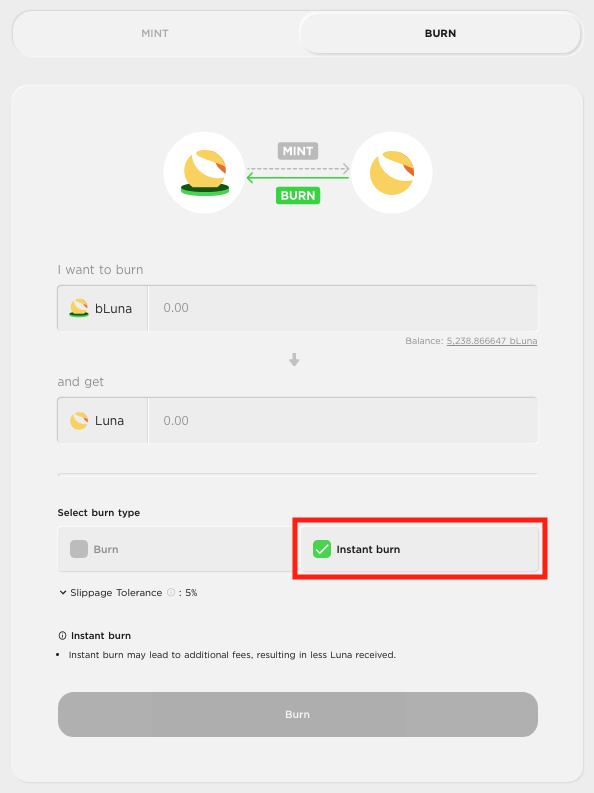 MINT
BURN
MINT
BURN
I want to burn
bLuna
0.00
Balance: 5,238.866647 bLuna
and get
Luna
0.00
Select burn type
Burn
Instant burn
Slippage Tolerance : 5%
Instant burn
• Instant burn may lead to additional fees, resulting in less Luna received.
Burn